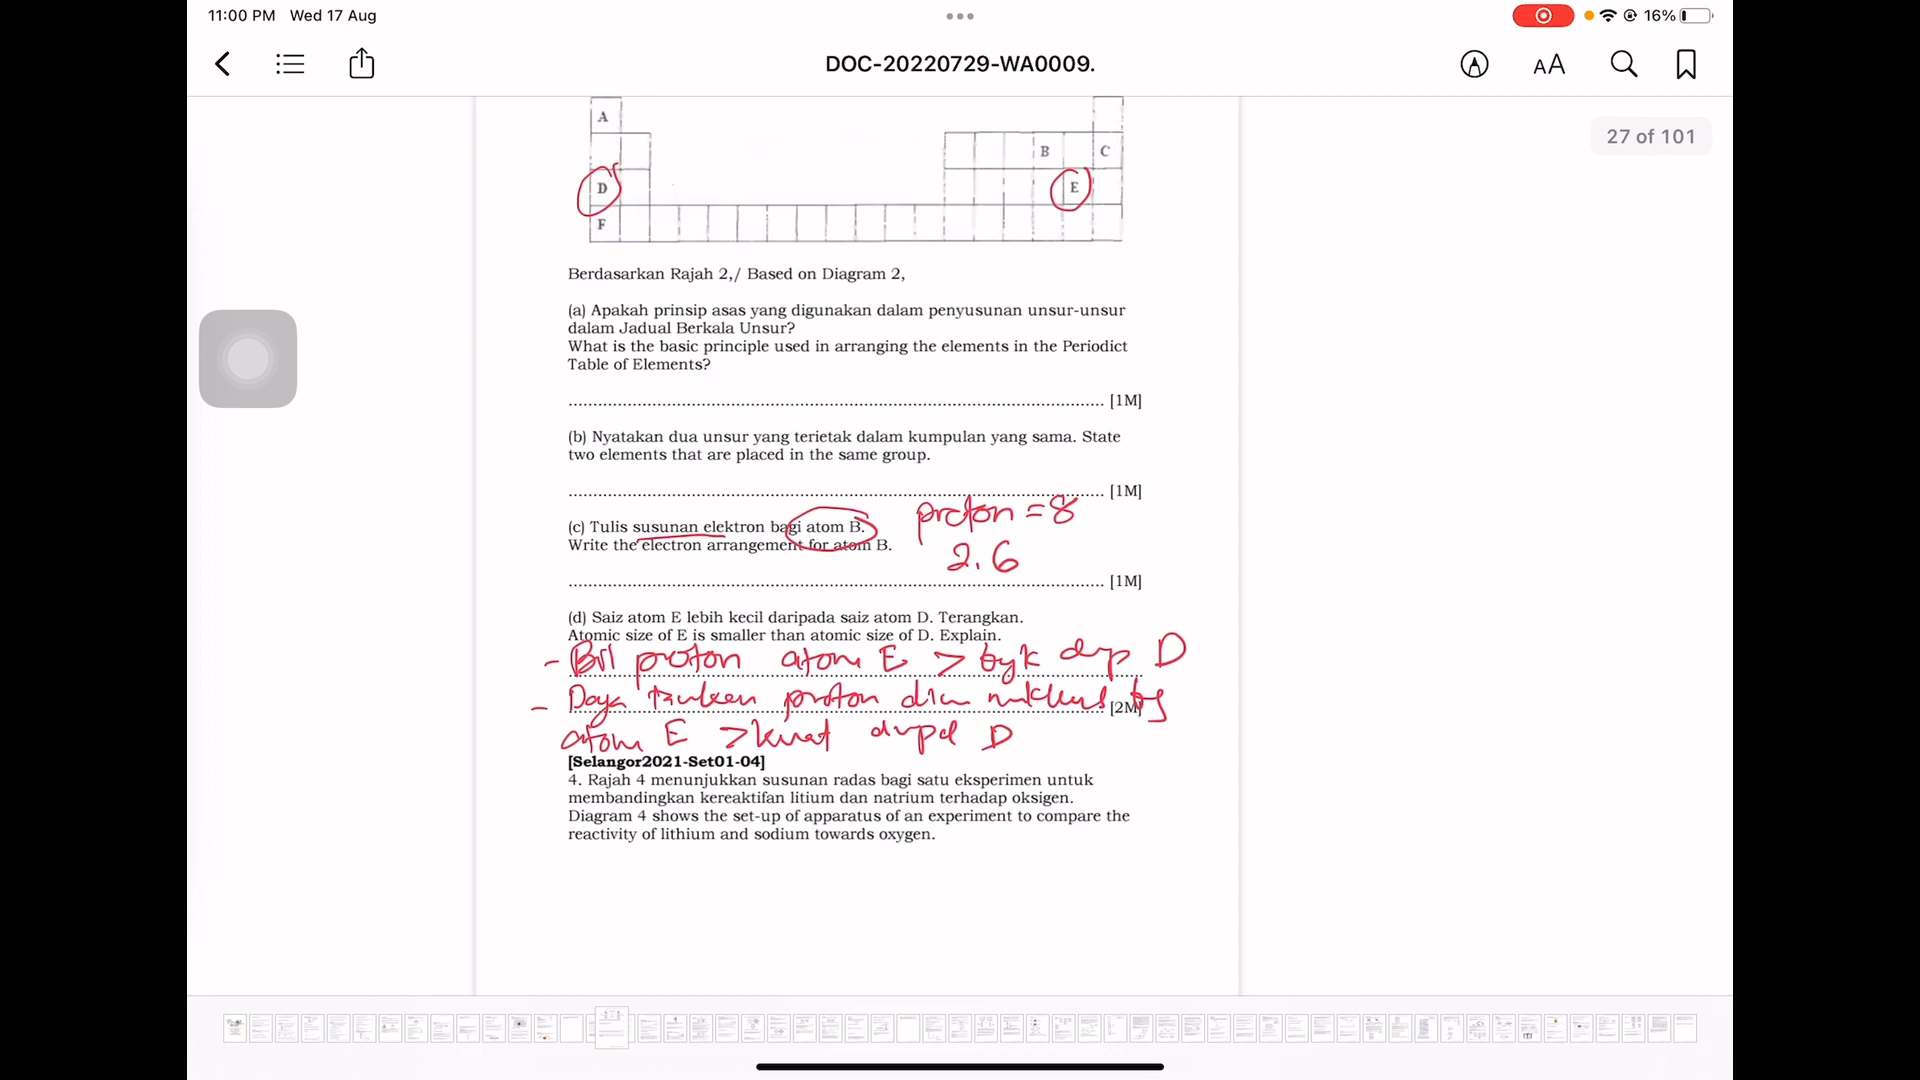 11:00 PM Wed 17 Aug
16%
DOC-20220729-WA0009.
AA
27 of 101
A
B C
D E
F
Berdasarkan Rajah 2,/ Based on Diagram 2,
(a) Apakah prinsip asas yang digunakan dalam penyusunan unsur-unsur
dalam Jadual Berkala Unsur?
What is the basic principle used in arranging the elements in the Periodict
Table of Elements?
[1M]
(b) Nyatakan dua unsur yang terietak dalam kumpulan yang sama. State
two elements that are placed in the same group.
[1M]
(c) Tulis susunan elektron bagi atom B.
proton = 8
Write the electron arrangement for atom B.
2.6
[1M]
(d) Saiz atom E lebih kecil daripada saiz atom D. Terangkan.
Atomic size of E is smaller than atomic size of D. Explain.
- Bil proton atom E > byk drp D
- Daya tarikan proton dlm nukleus bg
[2M]
atom E > kuat drpd D
[Selangor2021-Set01-04]
4. Rajah 4 menunjukkan susunan radas bagi satu eksperimen untuk
membandingkan kereaktifan litium dan natrium terhadap oksigen.
Diagram 4 shows the set-up of apparatus of an experiment to compare the
reactivity of lithium and sodium towards oxygen.